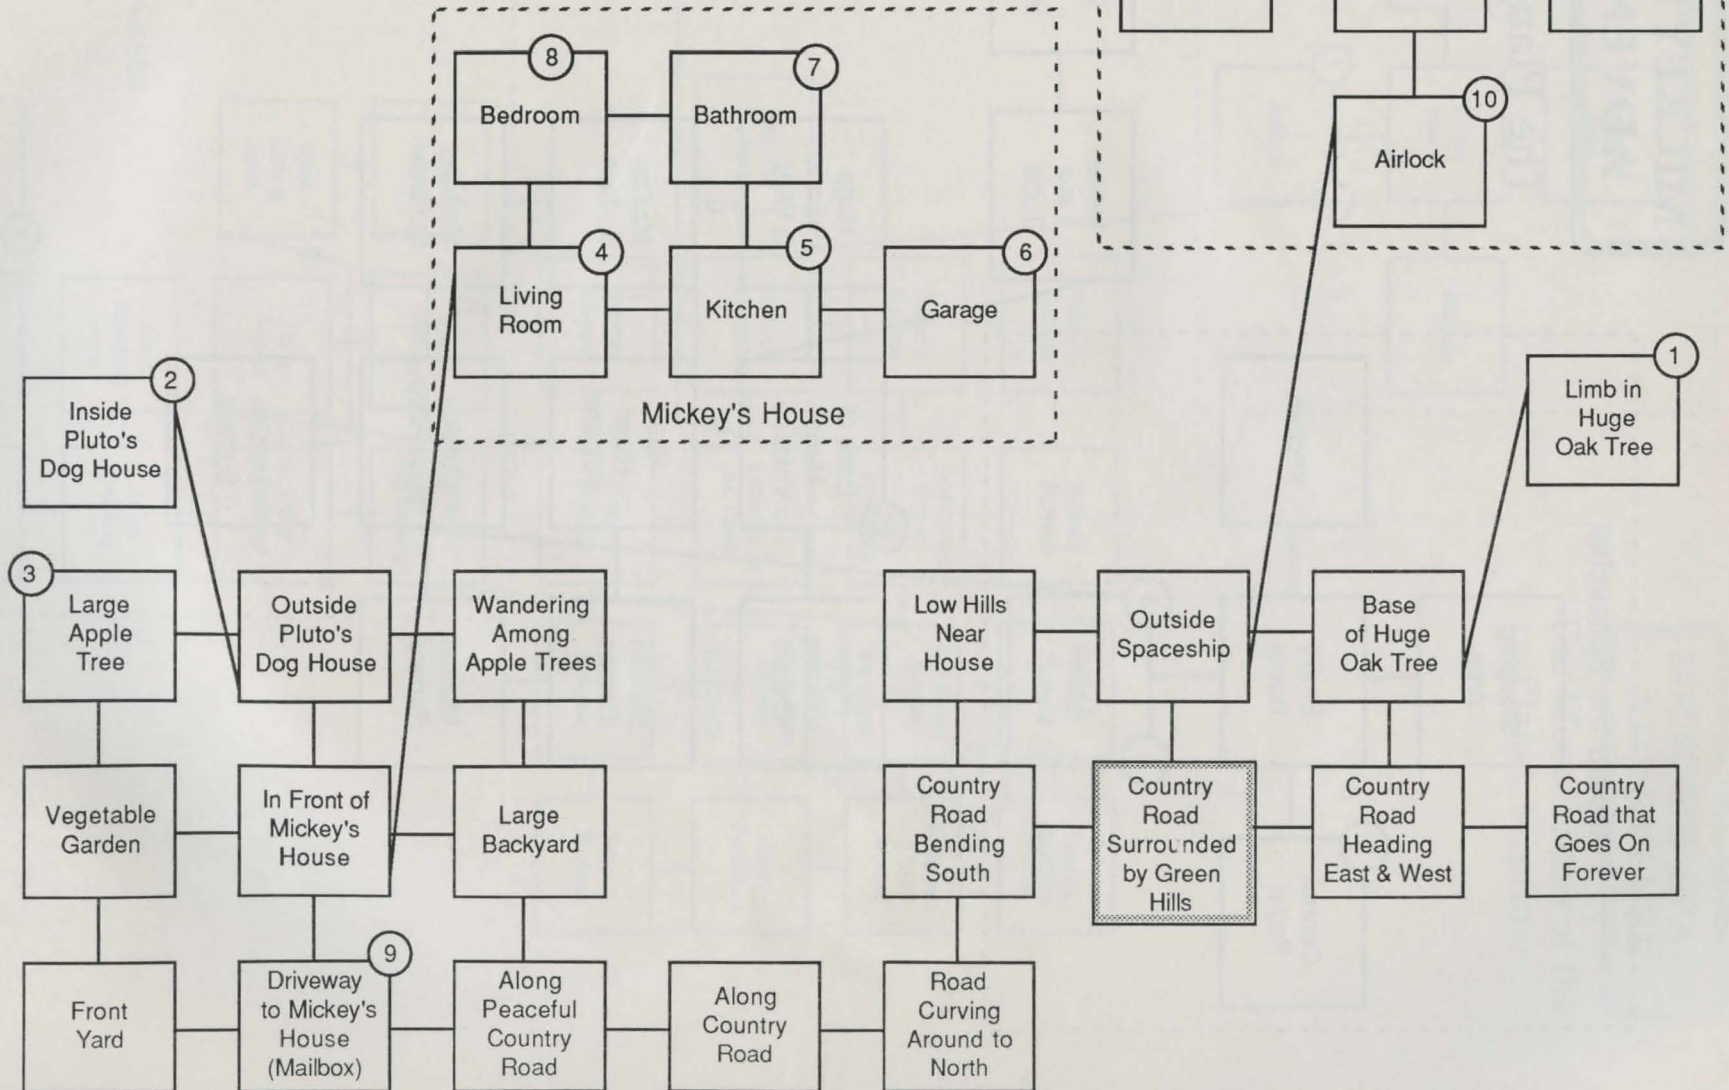 8
Bedroom
7
Bathroom
10
Airlock
4
Living
Room
5
Kitchen
6
Garage
Mickey's House
2
Inside
Pluto's
Dog House
1
Limb in
Huge
Oak Tree
3
Large
Apple
Tree
Outside
Pluto's
Dog House
Wandering
Among
Apple Trees
Low Hills
Near
House
Outside
Spaceship
Base
of Huge
Oak Tree
Vegetable
Garden
In Front of
Mickey's
House
Large
Backyard
Country
Road
Bending
South
Country
Road
Surrounded
by Green
Hills
Country
Road
Heading
East & West
Country
Road that
Goes On
Forever
Front
Yard
9
Driveway
to Mickey's
House
(Mailbox)
Along
Peaceful
Country
Road
Along
Country
Road
Road
Curving
Around to
North